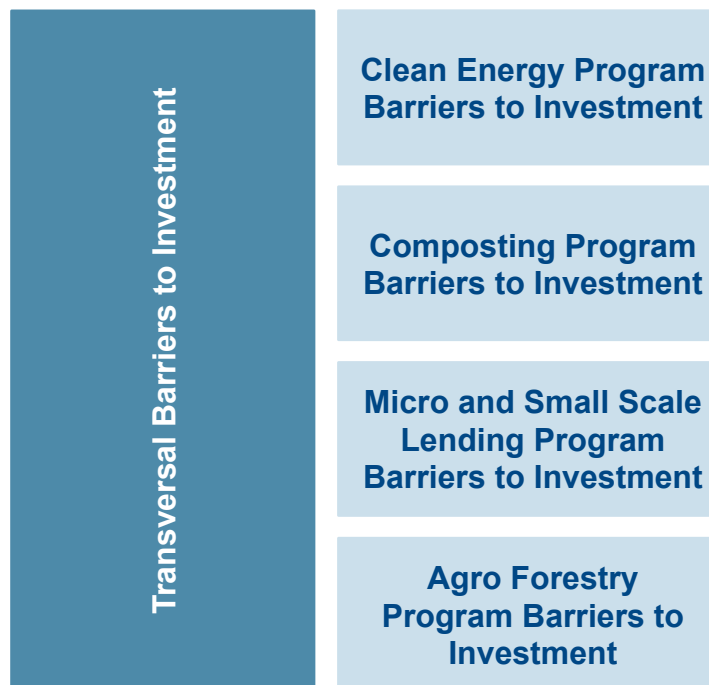 Transversal Barriers to Investment
Clean Energy Program
Barriers to Investment
Composting Program
Barriers to Investment
Micro and Small Scale
Lending Program
Barriers to Investment
Agro Forestry
Program Barriers to
Investment